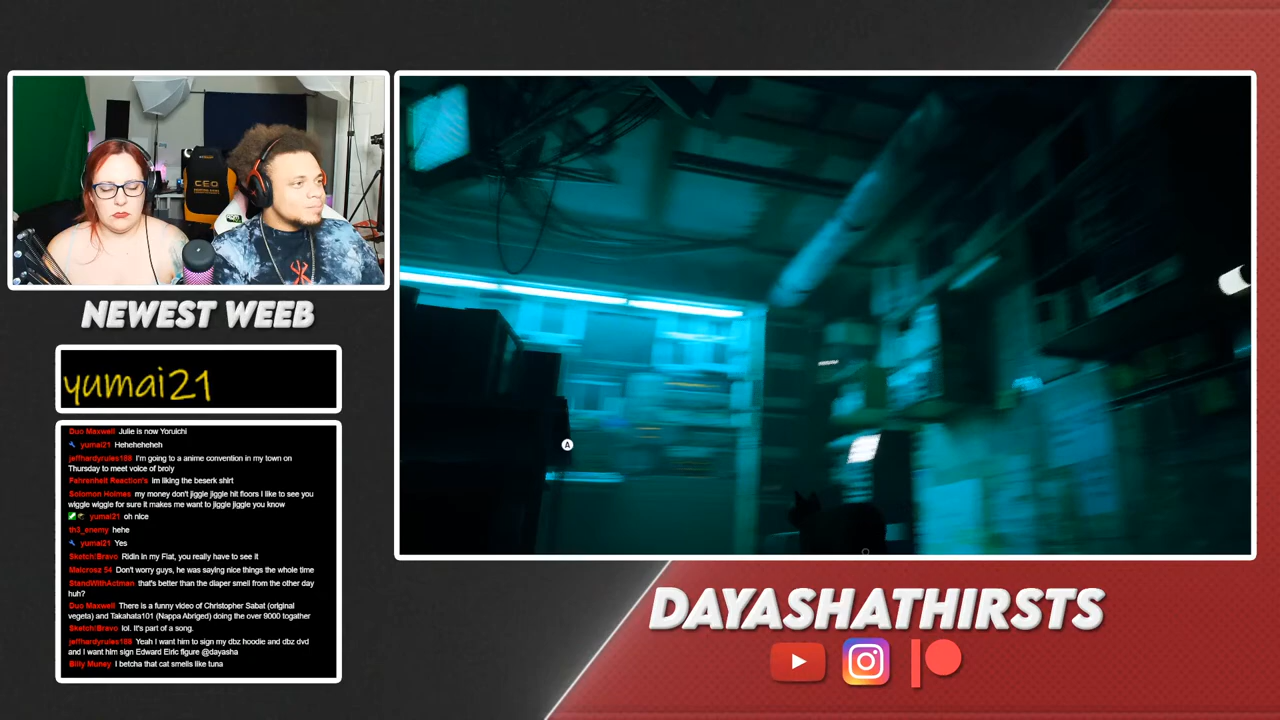 CEO
NEWEST WEEB
yumai21
Duo Maxwell Julie is now Yoruichi
yumai21 Heheheheheh
jeffhardyrules188 I'm going to a anime convention in my town on
Thursday to meet voice of broly
Fahrenheit Reaction's Im liking the beserk shirt
Solomon Holmes my money don't jiggle jiggle hit floors I like to see you
wiggle wiggle for sure it makes me want to jiggle jiggle you know
yumai21 oh nice
th3_enemy hehe
yumai21 Yes
Sketch!Bravo Ridin in my Fiat, you really have to see it
Malcrosz 54 Don't worry guys, he was saying nice things the whole time
StandWithActman that's better than the diaper smell from the other day
huh?
Duo Maxwell There is a funny video of Christopher Sabat (original
vegeta) and Takahata101 (Nappa Abriged) doing the over 9000 togather
Sketch!Bravo lol. It's part of a song.
jeffhardyrules188 Yeah I want him to sign my dbz hoodie and dbz dvd
and I want him sign Edward Elric figure @dayasha
Billy Muney I betcha that cat smells like tuna
A
DAYASHATHIRSTS